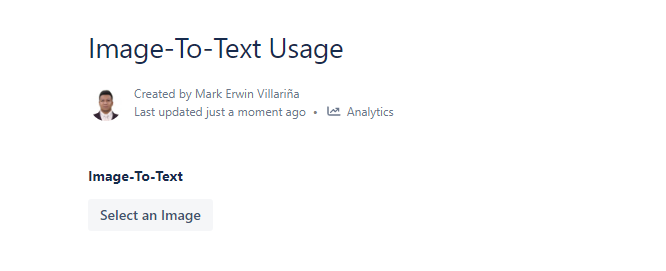 Image-To-Text Usage
Created by Mark Erwin Villariña
Last updated just a moment ago • Analytics
Image-To-Text
Select an Image